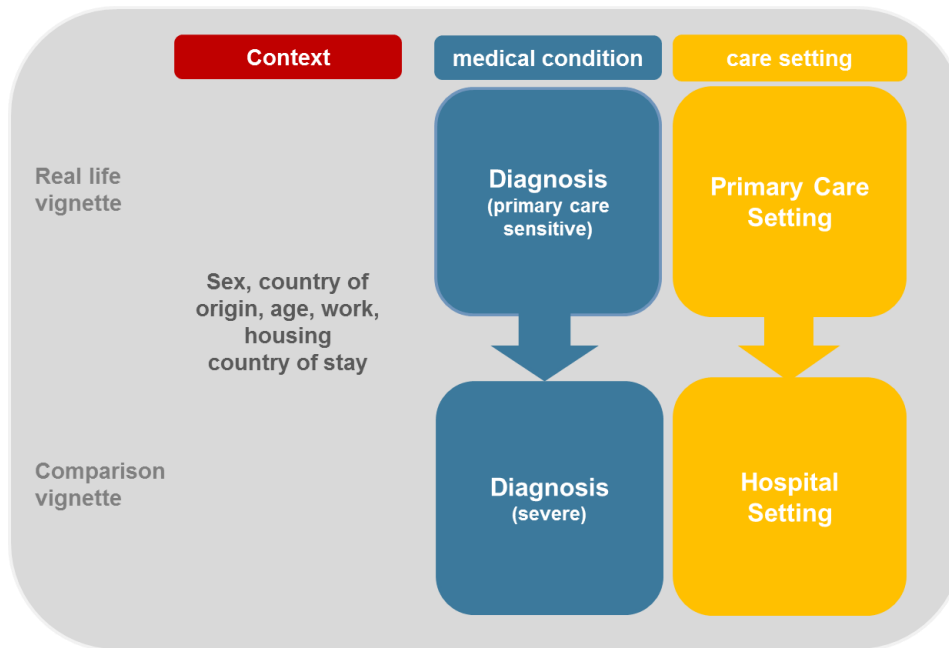 Context
medical condition
care setting
Real life
vignette
Diagnosis
(primary care
sensitive)
Primary Care
Setting
Sex, country of
origin, age, work,
housing
country of stay
Comparison
vignette
Diagnosis
(severe)
Hospital
Setting